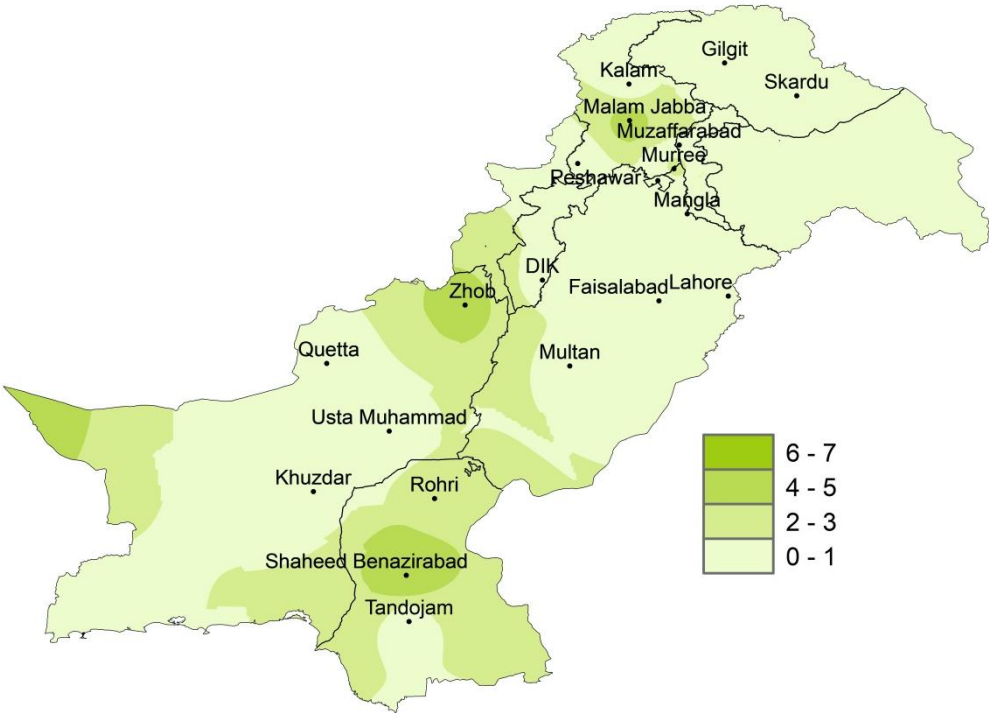 Gilgit
Kalam
Skardu
Malam Jabba
Muzaffarabad
Murree
Peshawar
Mangla
DIK
Zhob
Faisalabad
Lahore
Quetta
Multan
Usta Muhammad
Khuzdar
Rohri
Shaheed Benazirabad
Tandojam
6 - 7
4 - 5
2 - 3
0 - 1